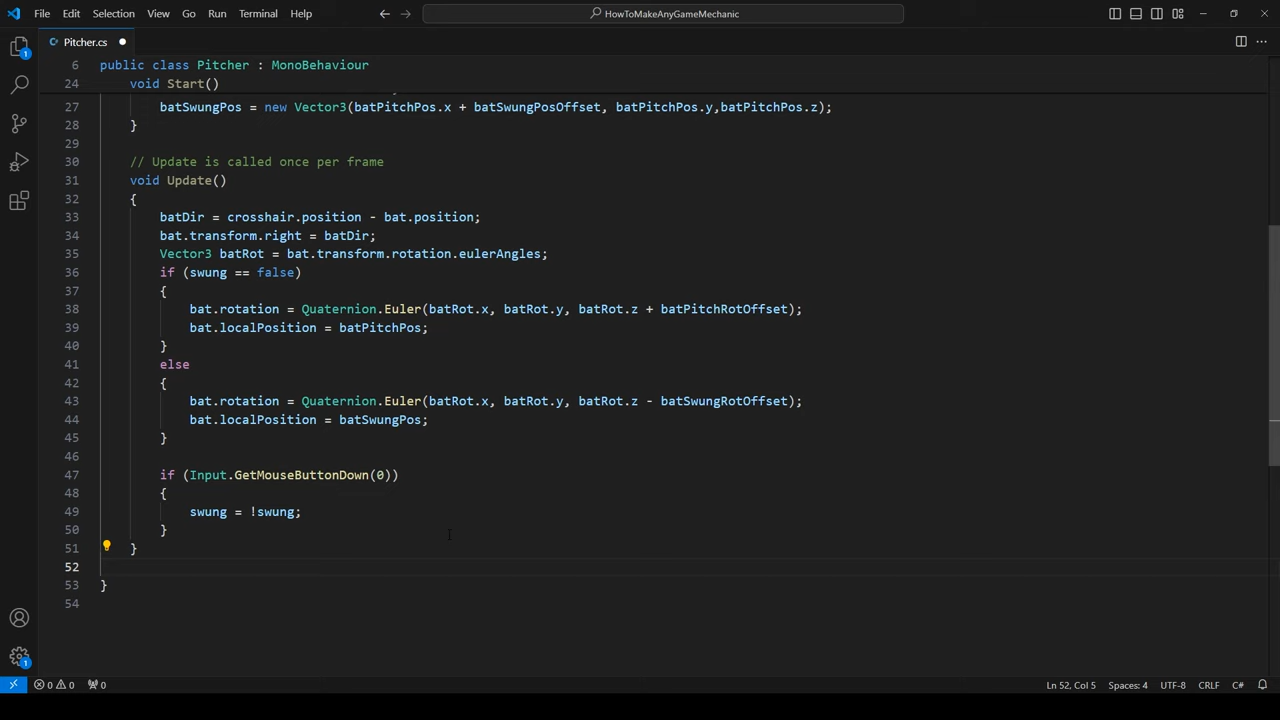 File Edit Selection View Go Run Terminal Help HowToMakeAnyGameMechanic
Pitcher.cs
6 public class Pitcher : MonoBehaviour
24 void Start()
27 batSwungPos = new Vector3(batPitchPos.x + batSwungPosOffset, batPitchPos.y,batPitchPos.z);
28 }
29
30 // Update is called once per frame
31 void Update()
32 {
33 batDir = crosshair.position - bat.position;
34 bat.transform.right = batDir;
35 Vector3 batRot = bat.transform.rotation.eulerAngles;
36 if (swung == false)
37 {
38 bat.rotation = Quaternion.Euler(batRot.x, batRot.y, batRot.z + batPitchRotOffset);
39 bat.localPosition = batPitchPos;
40 }
41 else
42 {
43 bat.rotation = Quaternion.Euler(batRot.x, batRot.y, batRot.z - batSwungRotOffset);
44 bat.localPosition = batSwungPos;
45 }
46
47 if (Input.GetMouseButtonDown(0))
48 {
49 swung = !swung;
50 }
51 }
52
53 }
54
1
1
0 0 0 Ln 52, Col 5 Spaces: 4 UTF-8 CRLF C#